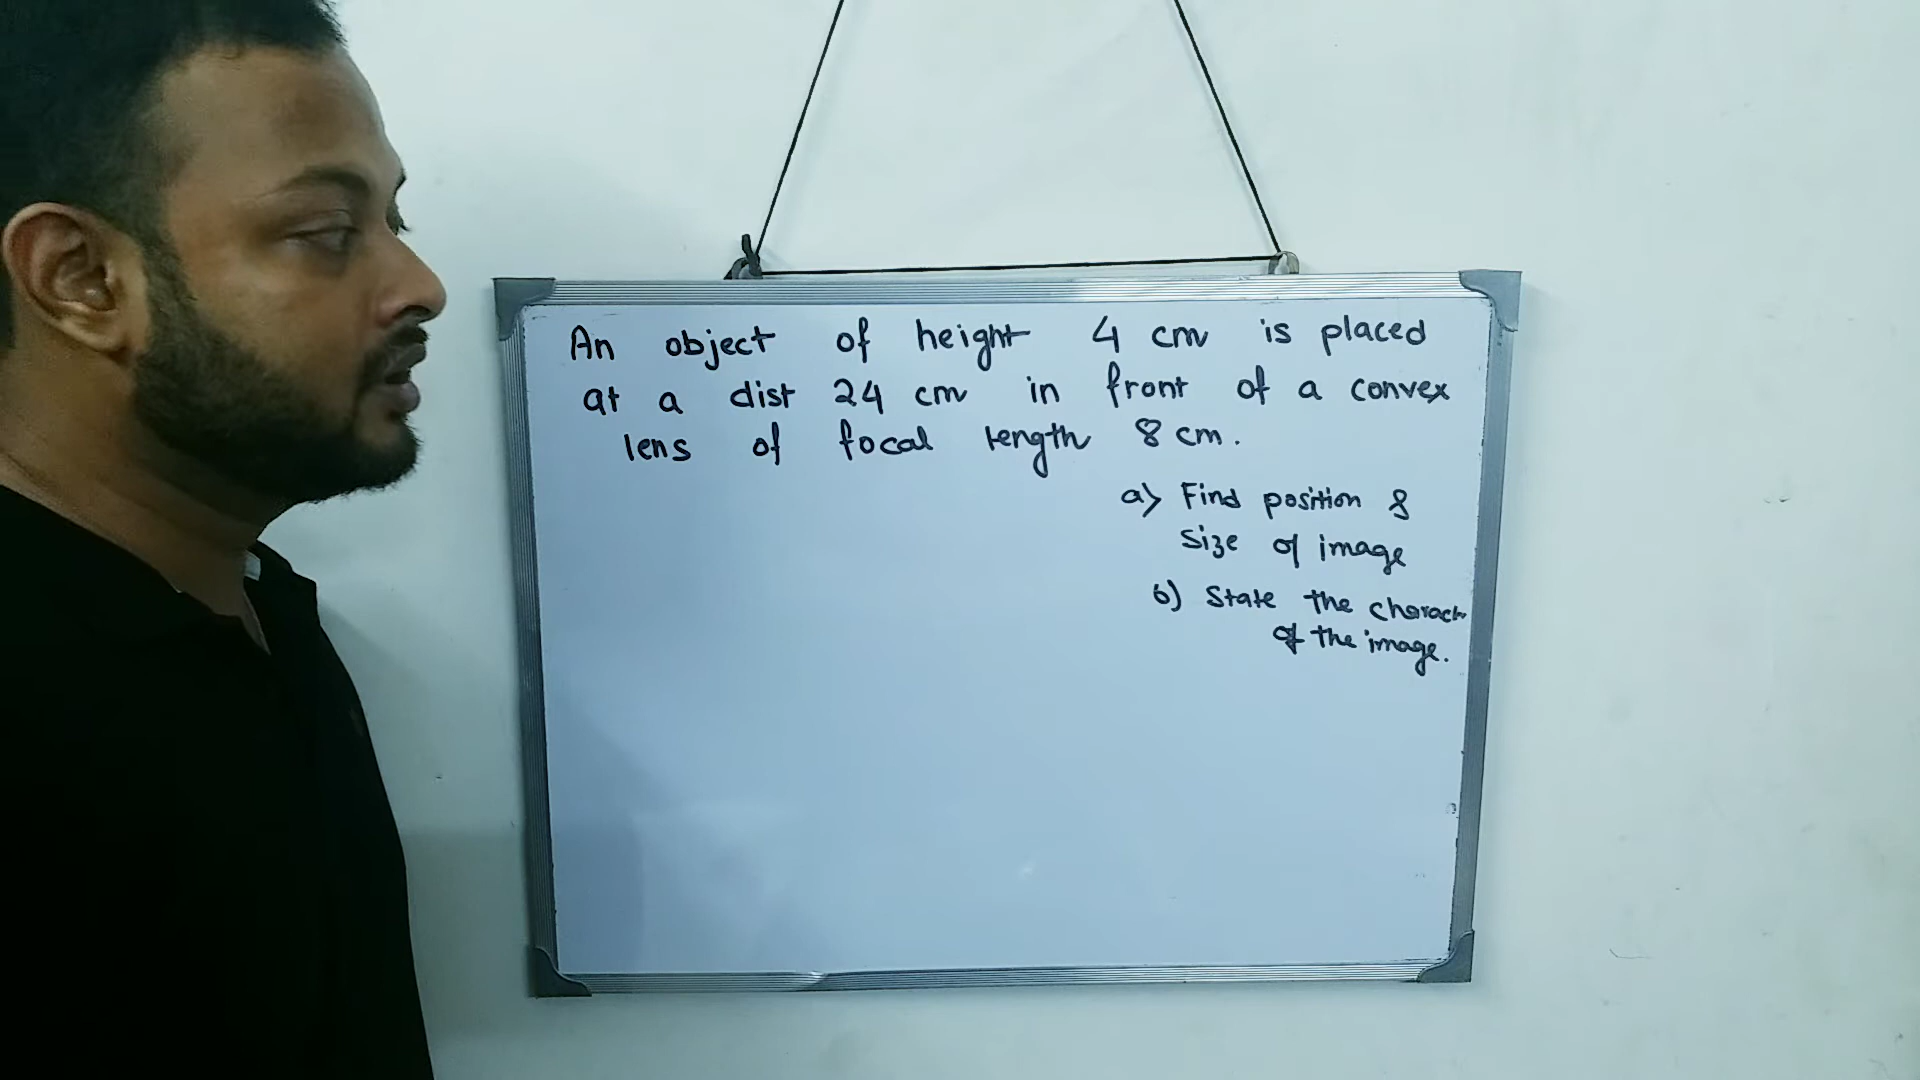 An object of height 4 cm is placed
at a dist 24 cm in front of a convex
lens of focal length 8 cm.
a) Find position &
size of image
b) State the charact
of the image.